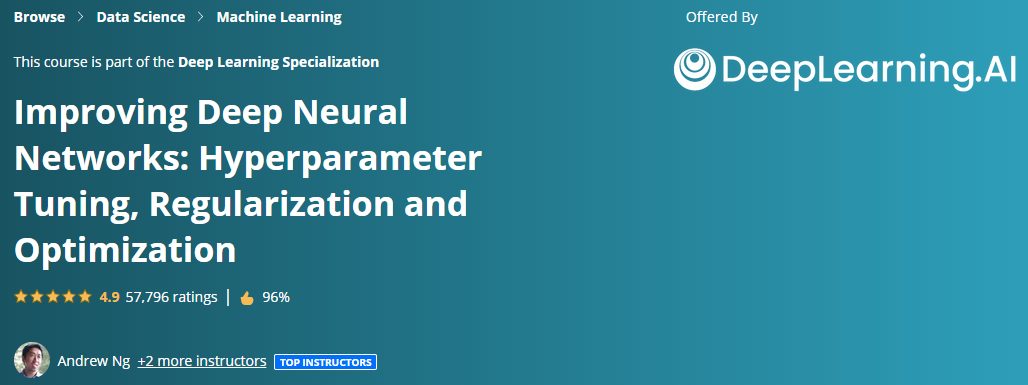 Browse > Data Science > Machine Learning
Offered By
This course is part of the Deep Learning Specialization
DeepLearning.AI
Improving Deep Neural
Networks: Hyperparameter
Tuning, Regularization and
Optimization
4.9 57,796 ratings | 96%
Andrew Ng +2 more instructors TOP INSTRUCTORS